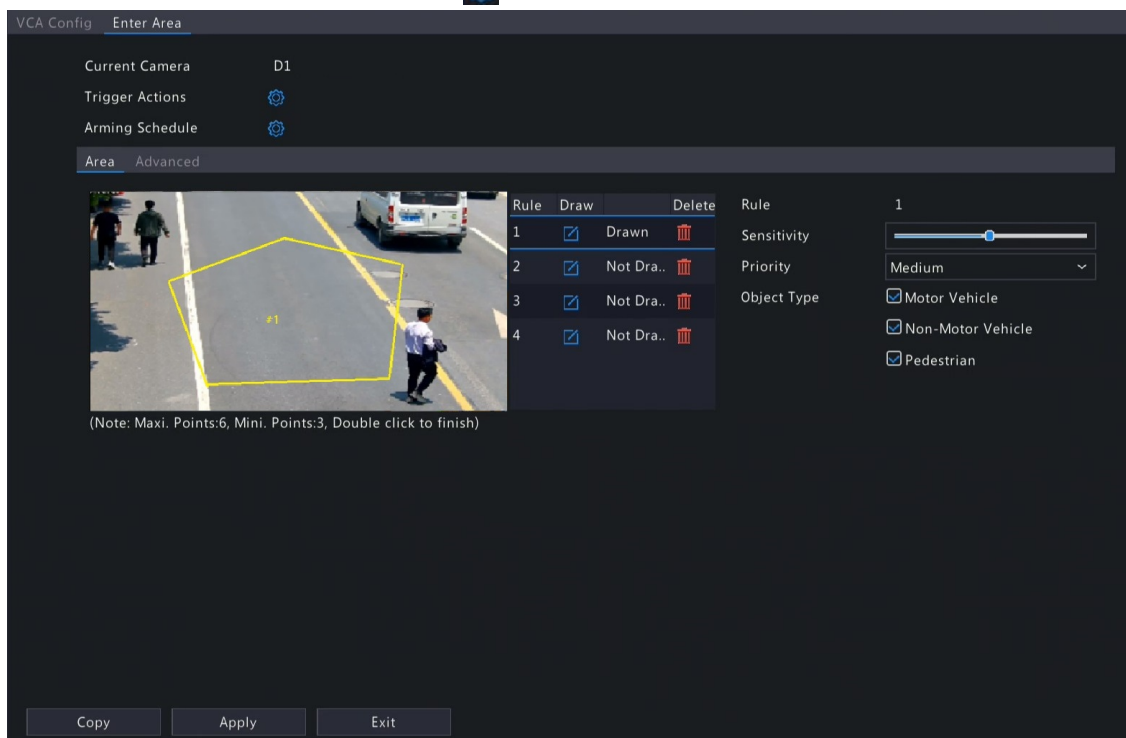 VCA Config Enter Area
Current Camera D1
Trigger Actions
Arming Schedule
Area Advanced
Rule Draw Delete
1 Drawn
2 Not Dra..
3 Not Dra..
4 Not Dra..
#1
(Note: Maxi. Points:6, Mini. Points:3, Double click to finish)
Rule 1
Sensitivity
Priority Medium
Object Type Motor Vehicle
Non-Motor Vehicle
Pedestrian
Copy Apply Exit